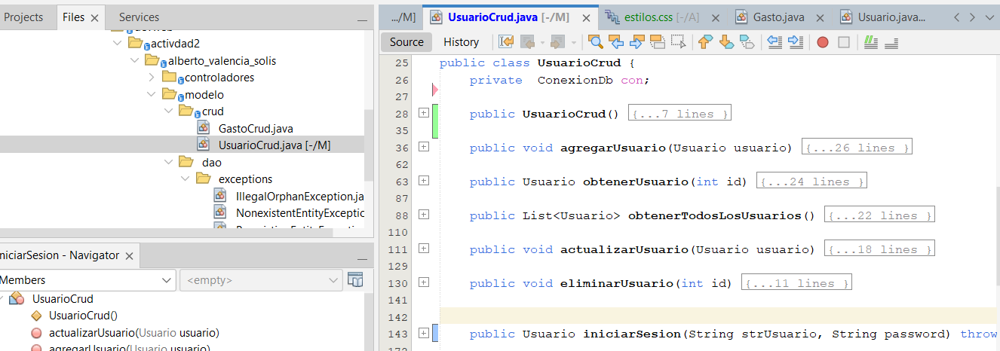 Projects Files Services
activdad2
alberto_valencia_solis
controladores
modelo
crud
GastoCrud.java
UsuarioCrud.java [-/M]
dao
exceptions
IllegalOrphanException.ja
NonexistentEntityExceptic
iniciarSesion - Navigator
Members <empty>
UsuarioCrud
UsuarioCrud()
actualizarUsuario(Usuario usuario)
agregarUsuario(Usuario usuario)
.../M] UsuarioCrud.java [-/M] estilos.css [-/A] Gasto.java Usuario.java...
Source History
25 public class UsuarioCrud {
26 private ConexionDb con;
27
28 public UsuarioCrud() {...7 lines }
35
36 public void agregarUsuario(Usuario usuario) {...26 lines }
62
63 public Usuario obtenerUsuario(int id) {...24 lines }
87
88 public List<Usuario> obtenerTodosLosUsuarios() {...22 lines }
110
111 public void actualizarUsuario(Usuario usuario) {...18 lines }
129
130 public void eliminarUsuario(int id) {...11 lines }
141
142
143 public Usuario iniciarSesion(String strUsuario, String password) throw